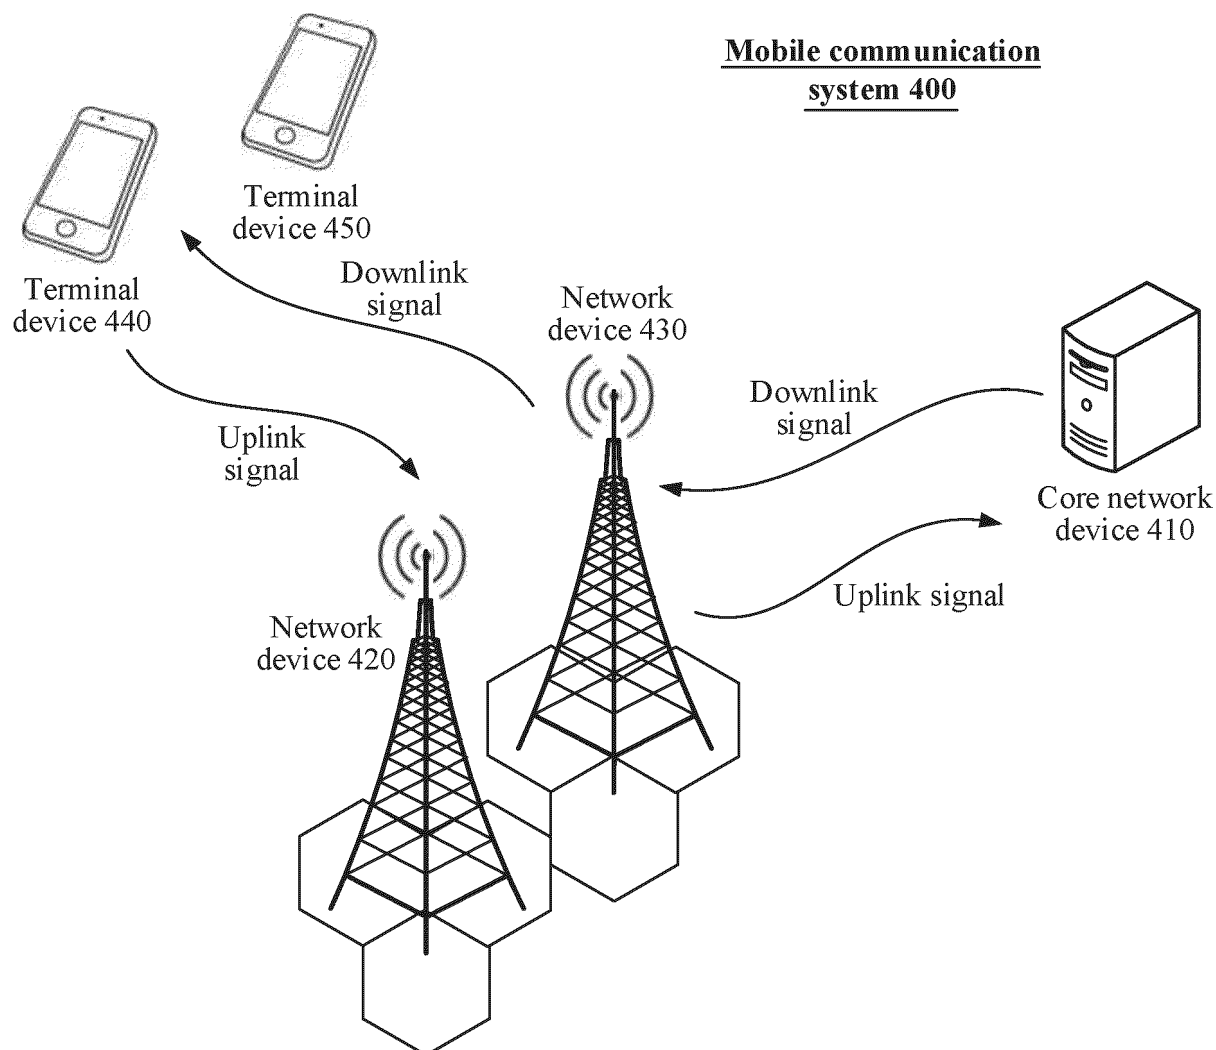 Mobile communication
system 400
Terminal
device 450
Terminal
device 440
Downlink
signal
Network
device 430
Downlink
signal
Uplink
signal
Core network
device 410
Uplink signal
Network
device 420